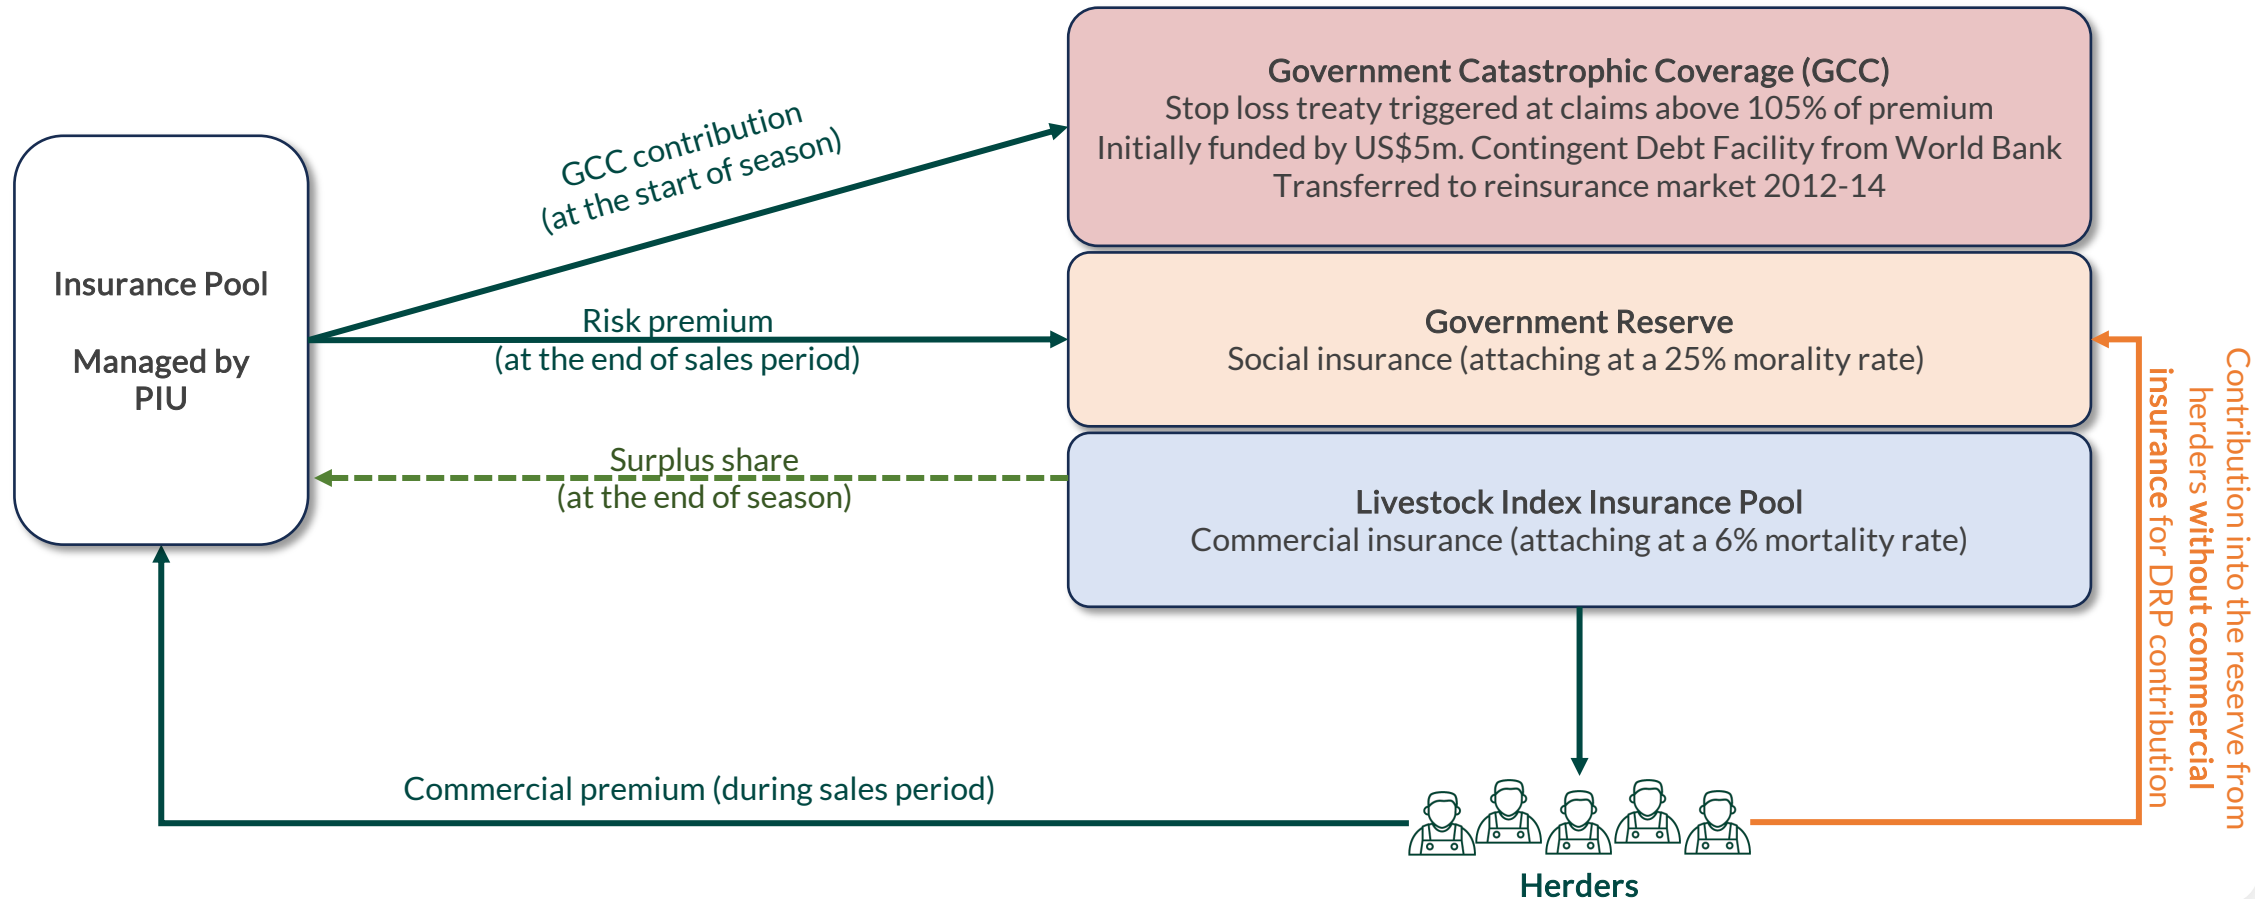 Insurance Pool
Managed by
PIU
GCC contribution
(at the start of season)
Risk premium
(at the end of sales period)
Surplus share
(at the end of season)
Commercial premium (during sales period)
Government Catastrophic Coverage (GCC)
Stop loss treaty triggered at claims above 105% of premium
Initially funded by US$5m. Contingent Debt Facility from World Bank
Transferred to reinsurance market 2012-14
Government Reserve
Social insurance (attaching at a 25% morality rate)
Livestock Index Insurance Pool
Commercial insurance (attaching at a 6% mortality rate)
Herders
Contribution into the reserve from
herders without commercial
insurance for DRP contribution